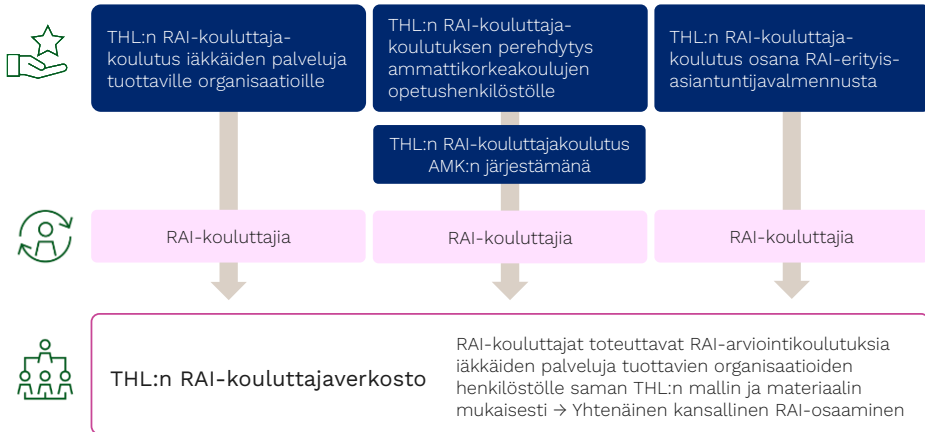 THL:n RAI-kouluttaja-
koulutus iäkkäiden palveluja
tuottaville organisaatioille
THL:n RAI-kouluttaja-
koulutuksen perehdytys
ammattikorkeakoulujen
opetushenkilöstölle
THL:n RAI-kouluttaja-
koulutus osana RAI-erityis-
asiantuntijavalmennusta
THL:n RAI-kouluttajakoulutus
AMK:n järjestämänä
RAI-kouluttajia
RAI-kouluttajia
RAI-kouluttajia
THL:n RAI-kouluttajaverkosto
RAI-kouluttajat toteuttavat RAI-arviointikoulutuksia
iäkkäiden palveluja tuottavien organisaatioiden
henkilöstölle saman THL:n mallin ja materiaalin
mukaisesti → Yhtenäinen kansallinen RAI-osaaminen